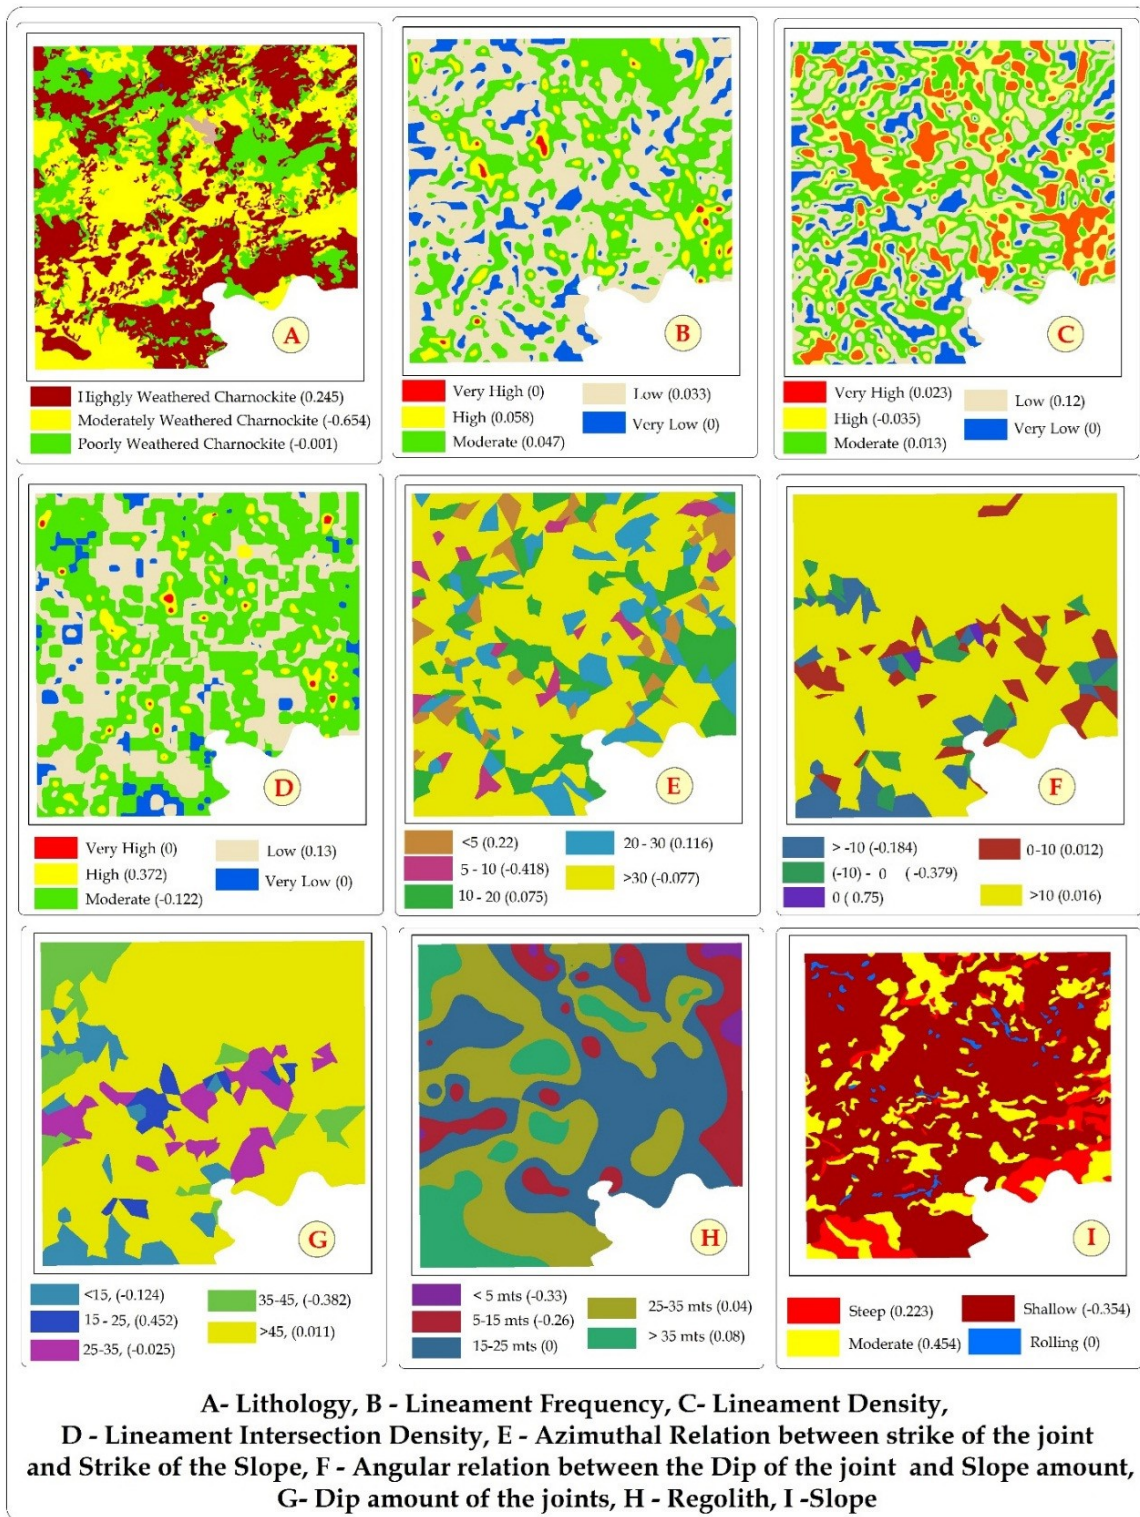 A
Highgly Weathered Charnockite (0.245)
Moderately Weathered Charnockite (-0.654)
Poorly Weathered Charnockite (-0.001)
B
Very High (0)
High (0.058)
Moderate (0.047)
Low (0.033)
Very Low (0)
C
Very High (0.023)
High (-0.035)
Moderate (0.013)
Low (0.12)
Very Low (0)
D
Very High (0)
High (0.372)
Moderate (-0.122)
Low (0.13)
Very Low (0)
E
<5 (0.22)
5 - 10 (-0.418)
10 - 20 (0.075)
20 - 30 (0.116)
>30 (-0.077)
F
> -10 (-0.184)
(-10) - 0 (-0.379)
0 ( 0.75)
0-10 (0.012)
>10 (0.016)
G
<15, (-0.124)
15 - 25, (0.452)
25-35, (-0.025)
35-45, (-0.382)
>45, (0.011)
H
< 5 mts (-0.33)
5-15 mts (-0.26)
15-25 mts (0)
25-35 mts (0.04)
> 35 mts (0.08)
I
Steep (0.223)
Moderate (0.454)
Shallow (-0.354)
Rolling (0)
A- Lithology, B - Lineament Frequency, C- Lineament Density,
D - Lineament Intersection Density, E - Azimuthal Relation between strike of the joint
and Strike of the Slope, F - Angular relation between the Dip of the joint and Slope amount,
G- Dip amount of the joints, H - Regolith, I -Slope